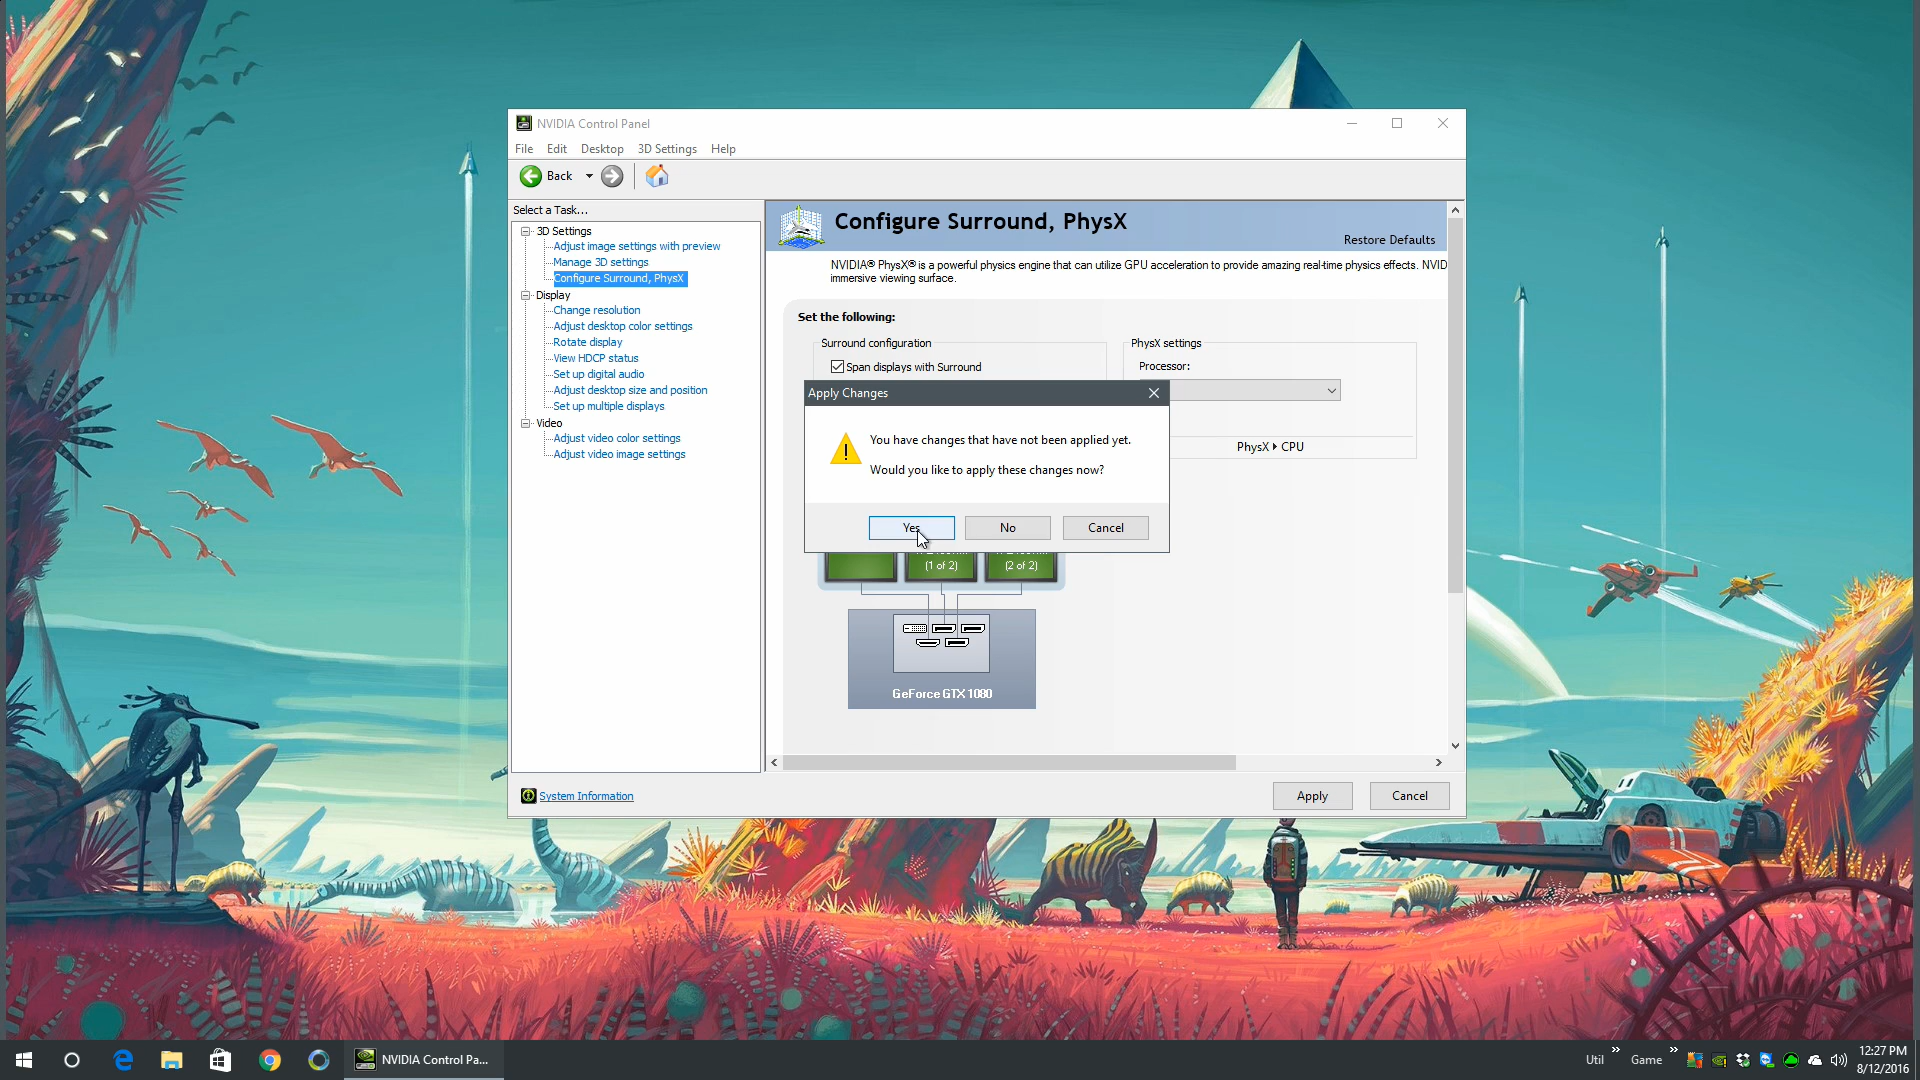 NVIDIA Control Panel
File Edit Desktop 3D Settings Help
Back
Select a Task...
3D Settings
Adjust image settings with preview
Manage 3D settings
Configure Surround, PhysX
Display
Change resolution
Adjust desktop color settings
Rotate display
View HDCP status
Set up digital audio
Adjust desktop size and position
Set up multiple displays
Video
Adjust video color settings
Adjust video image settings
Configure Surround, PhysX
Restore Defaults
NVIDIA® PhysX® is a powerful physics engine that can utilize GPU acceleration to provide amazing real-time physics effects. NVID
immersive viewing surface.
Set the following:
Surround configuration
Span displays with Surround
PhysX settings
Processor:
PhysX CPU
Apply Changes
You have changes that have not been applied yet.
Would you like to apply these changes now?
Yes No Cancel
(1 of 2) (2 of 2)
GeForce GTX 1080
System Information
Apply Cancel
NVIDIA Control Pa...
Util » Game »
12:27 PM
8/12/2016